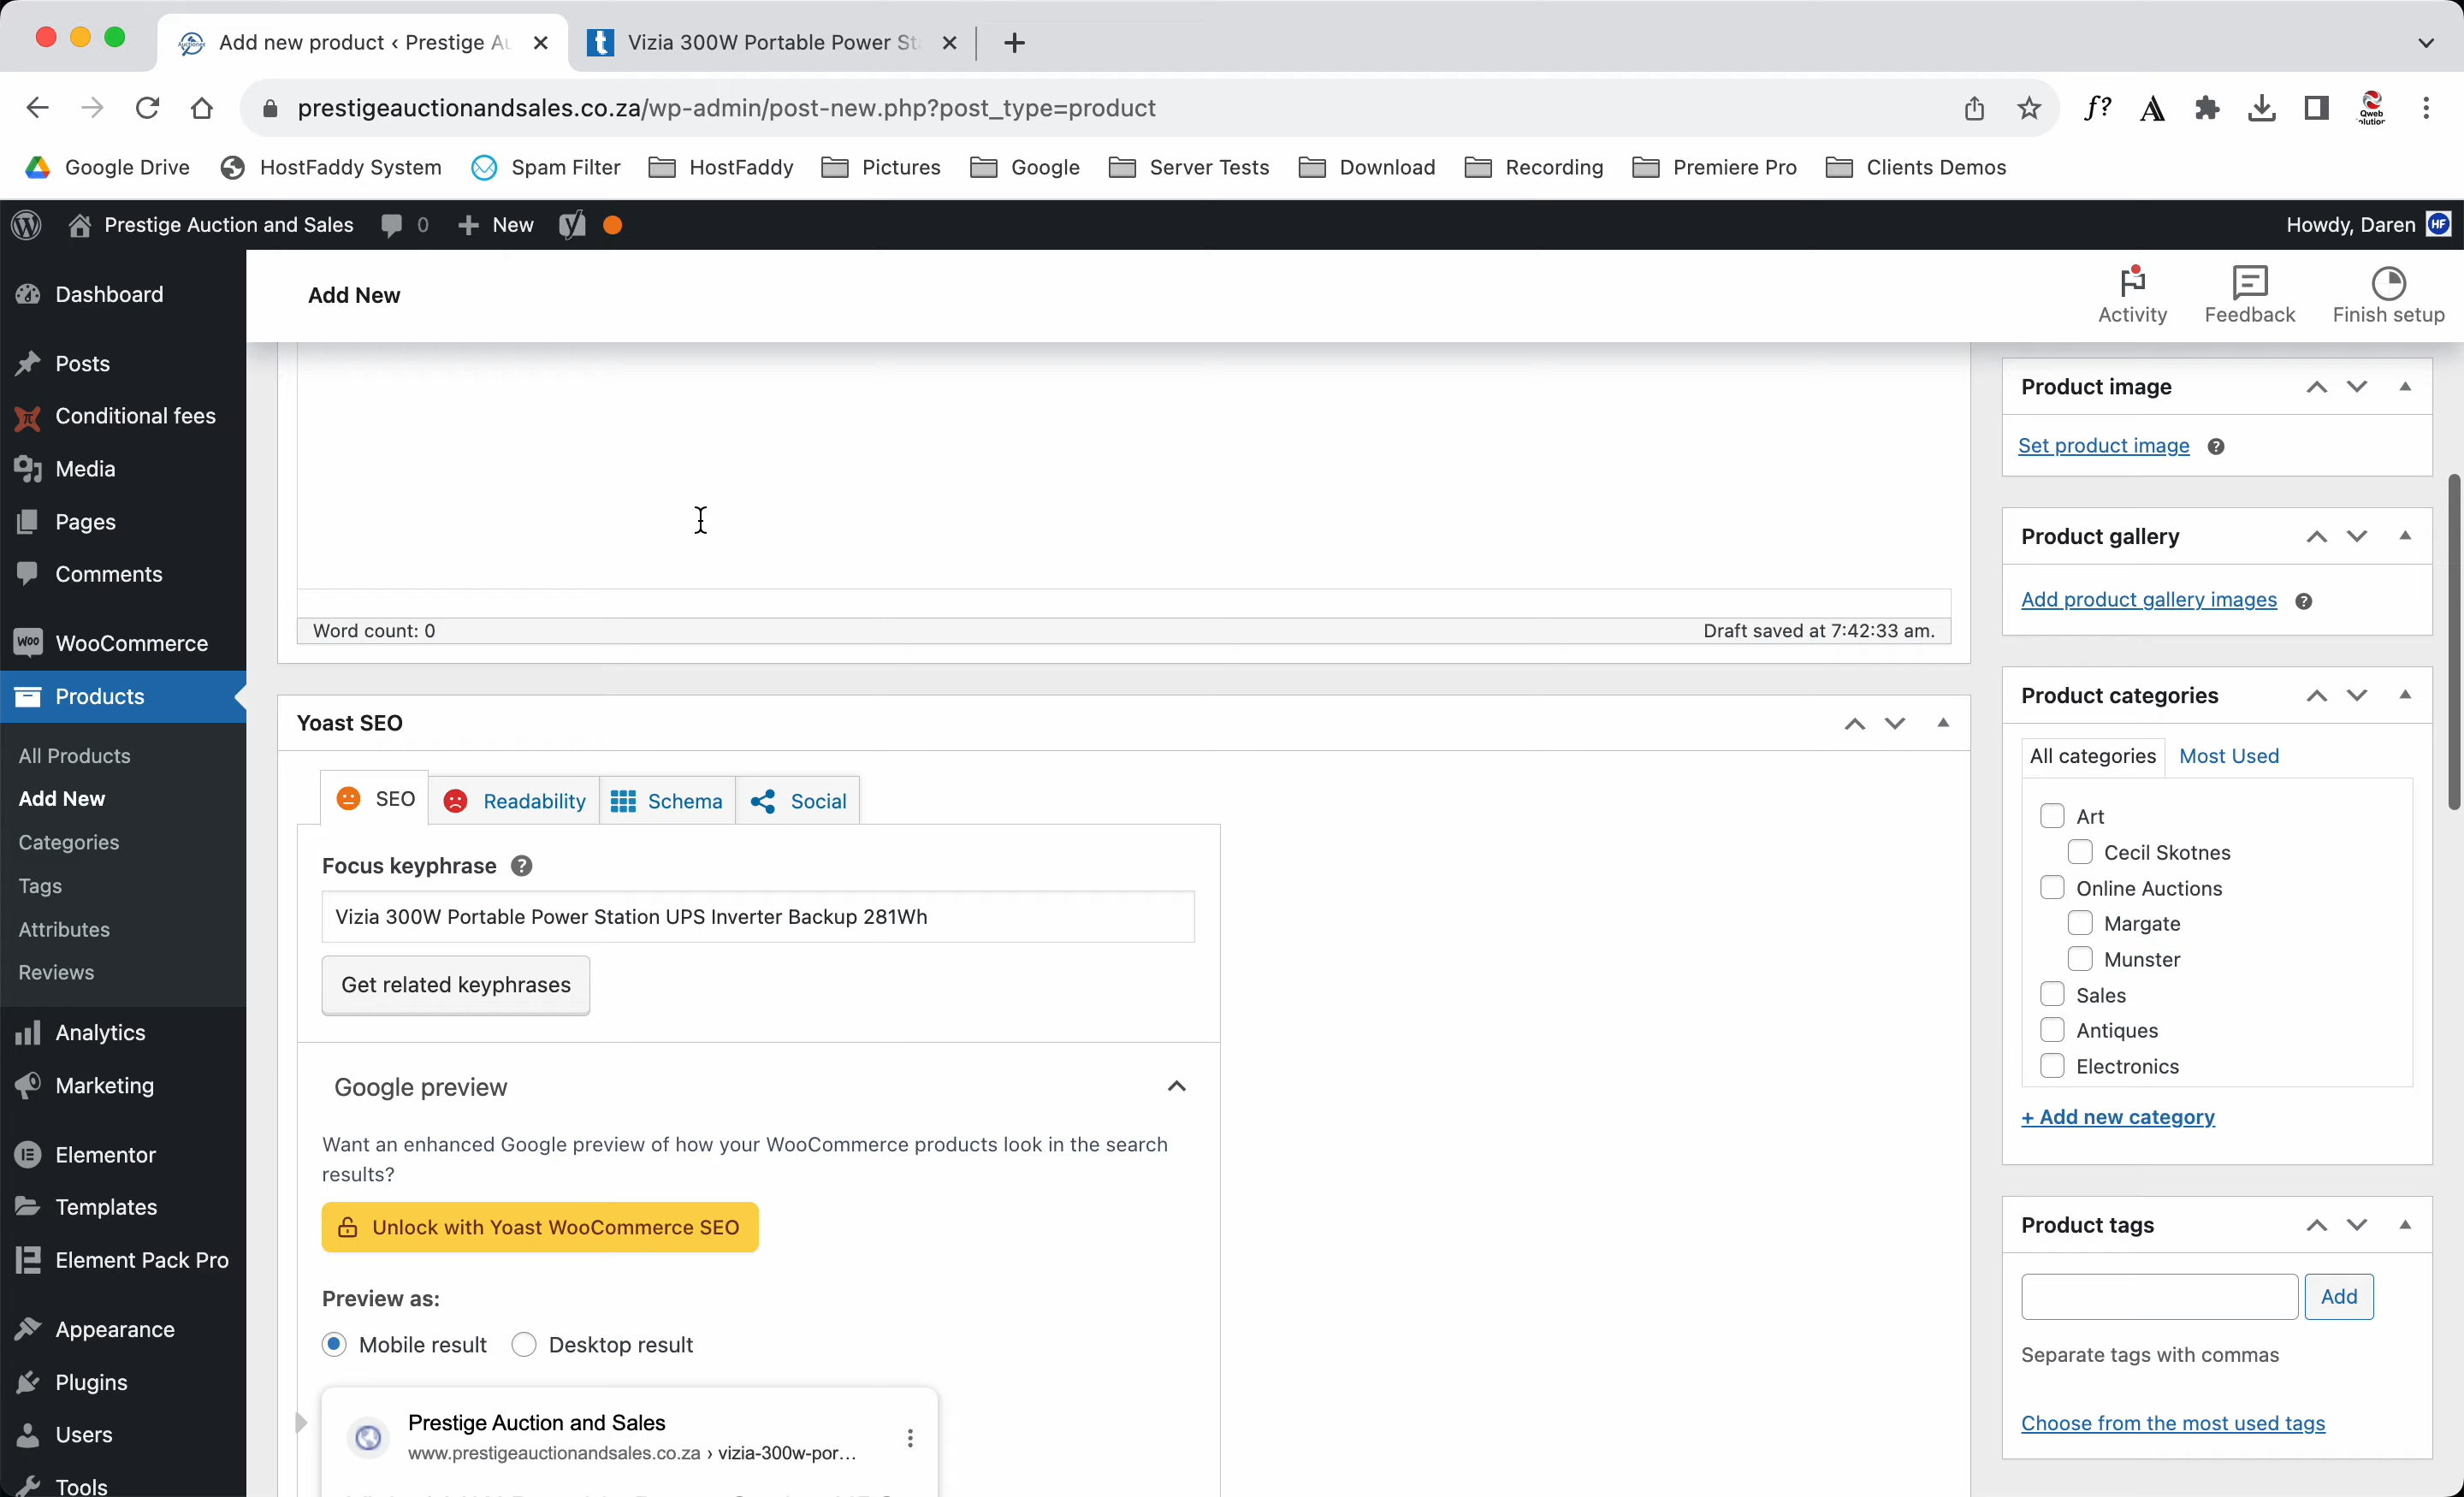 Add new product ‹ Prestige Au
Vizia 300W Portable Power St
prestigeauctionandsales.co.za/wp-admin/post-new.php?post_type=product
f?
A
Qweb
Google Drive
HostFaddy System
Spam Filter
HostFaddy
Pictures
Google
Server Tests
Download
Recording
Premiere Pro
Clients Demos
Prestige Auction and Sales
0
New
Howdy, Daren
HF
Add New
Activity
Feedback
Finish setup
Dashboard
Posts
Conditional fees
Media
Pages
Comments
WOO
WooCommerce
Products
All Products
Add New
Categories
Tags
Attributes
Reviews
Analytics
Marketing
Elementor
Templates
Element Pack Pro
Appearance
Plugins
Users
Tools
Word count: 0
Draft saved at 7:42:33 am.
Yoast SEO
SEO
Readability
Schema
Social
Focus keyphrase
Vizia 300W Portable Power Station UPS Inverter Backup 281Wh
Get related keyphrases
Google preview
Want an enhanced Google preview of how your WooCommerce products look in the search
results?
Unlock with Yoast WooCommerce SEO
Preview as:
Mobile result
Desktop result
Prestige Auction and Sales
www.prestigeauctionandsales.co.za › vizia-300w-por...
Product image
Set product image
Product gallery
Add product gallery images
Product categories
All categories
Most Used
Art
Cecil Skotnes
Online Auctions
Margate
Munster
Sales
Antiques
Electronics
+ Add new category
Product tags
Add
Separate tags with commas
Choose from the most used tags